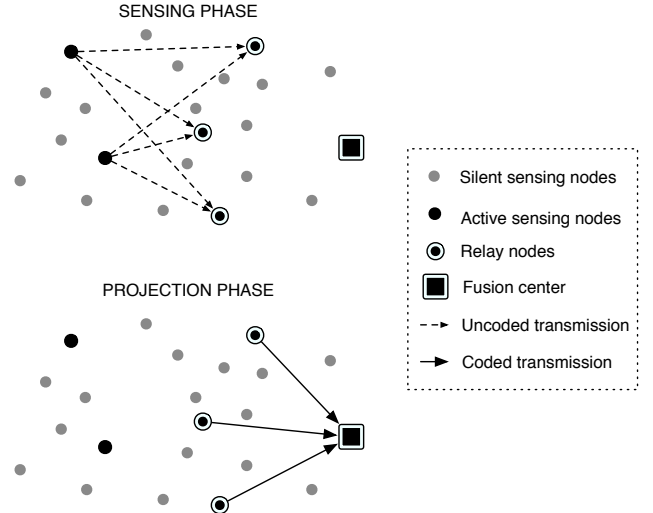 SENSING PHASE
Silent sensing nodes
Active sensing nodes
Relay nodes
Fusion center
Uncoded transmission
Coded transmission
PROJECTION PHASE